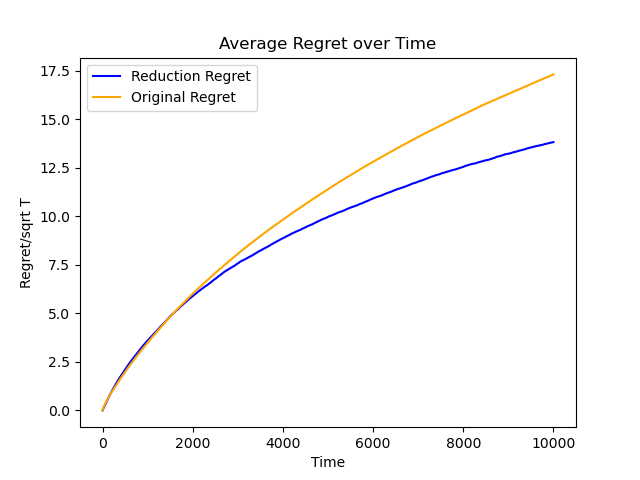 Average Regret over Time
Reduction Regret
Original Regret
Regret/sqrt T
17.5
15.0
12.5
10.0
7.5
5.0
2.5
0.0
0 2000 4000 6000 8000 10000
Time